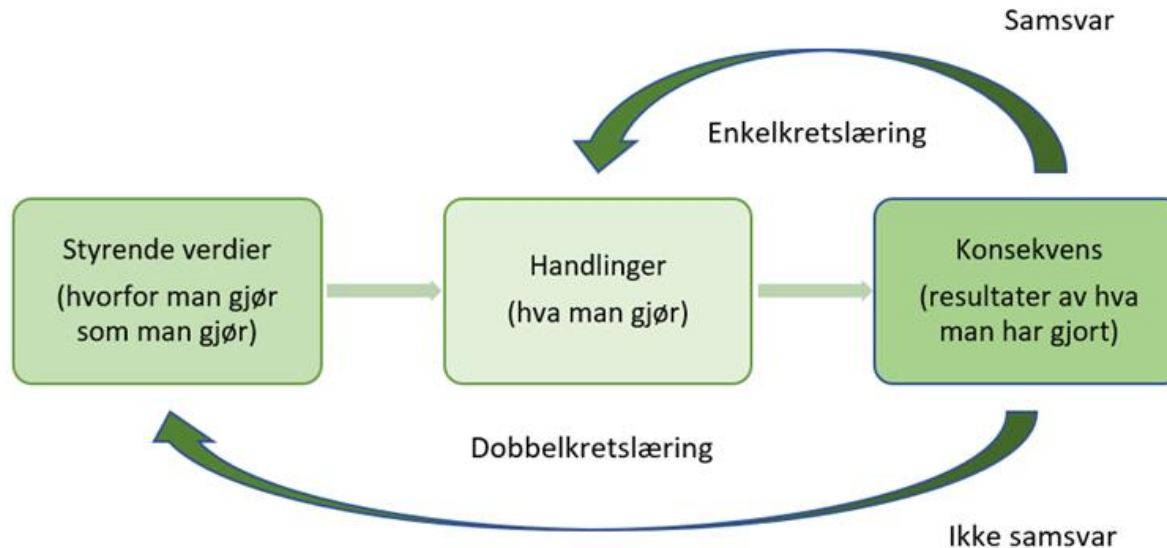 Samsvar
Enkelkretslæring
Styrende verdier
(hvorfor man gjør
som man gjør)
Handlinger
(hva man gjør)
Konsekvens
(resultater av hva
man har gjort)
Dobbelkretslæring
Ikke samsvar